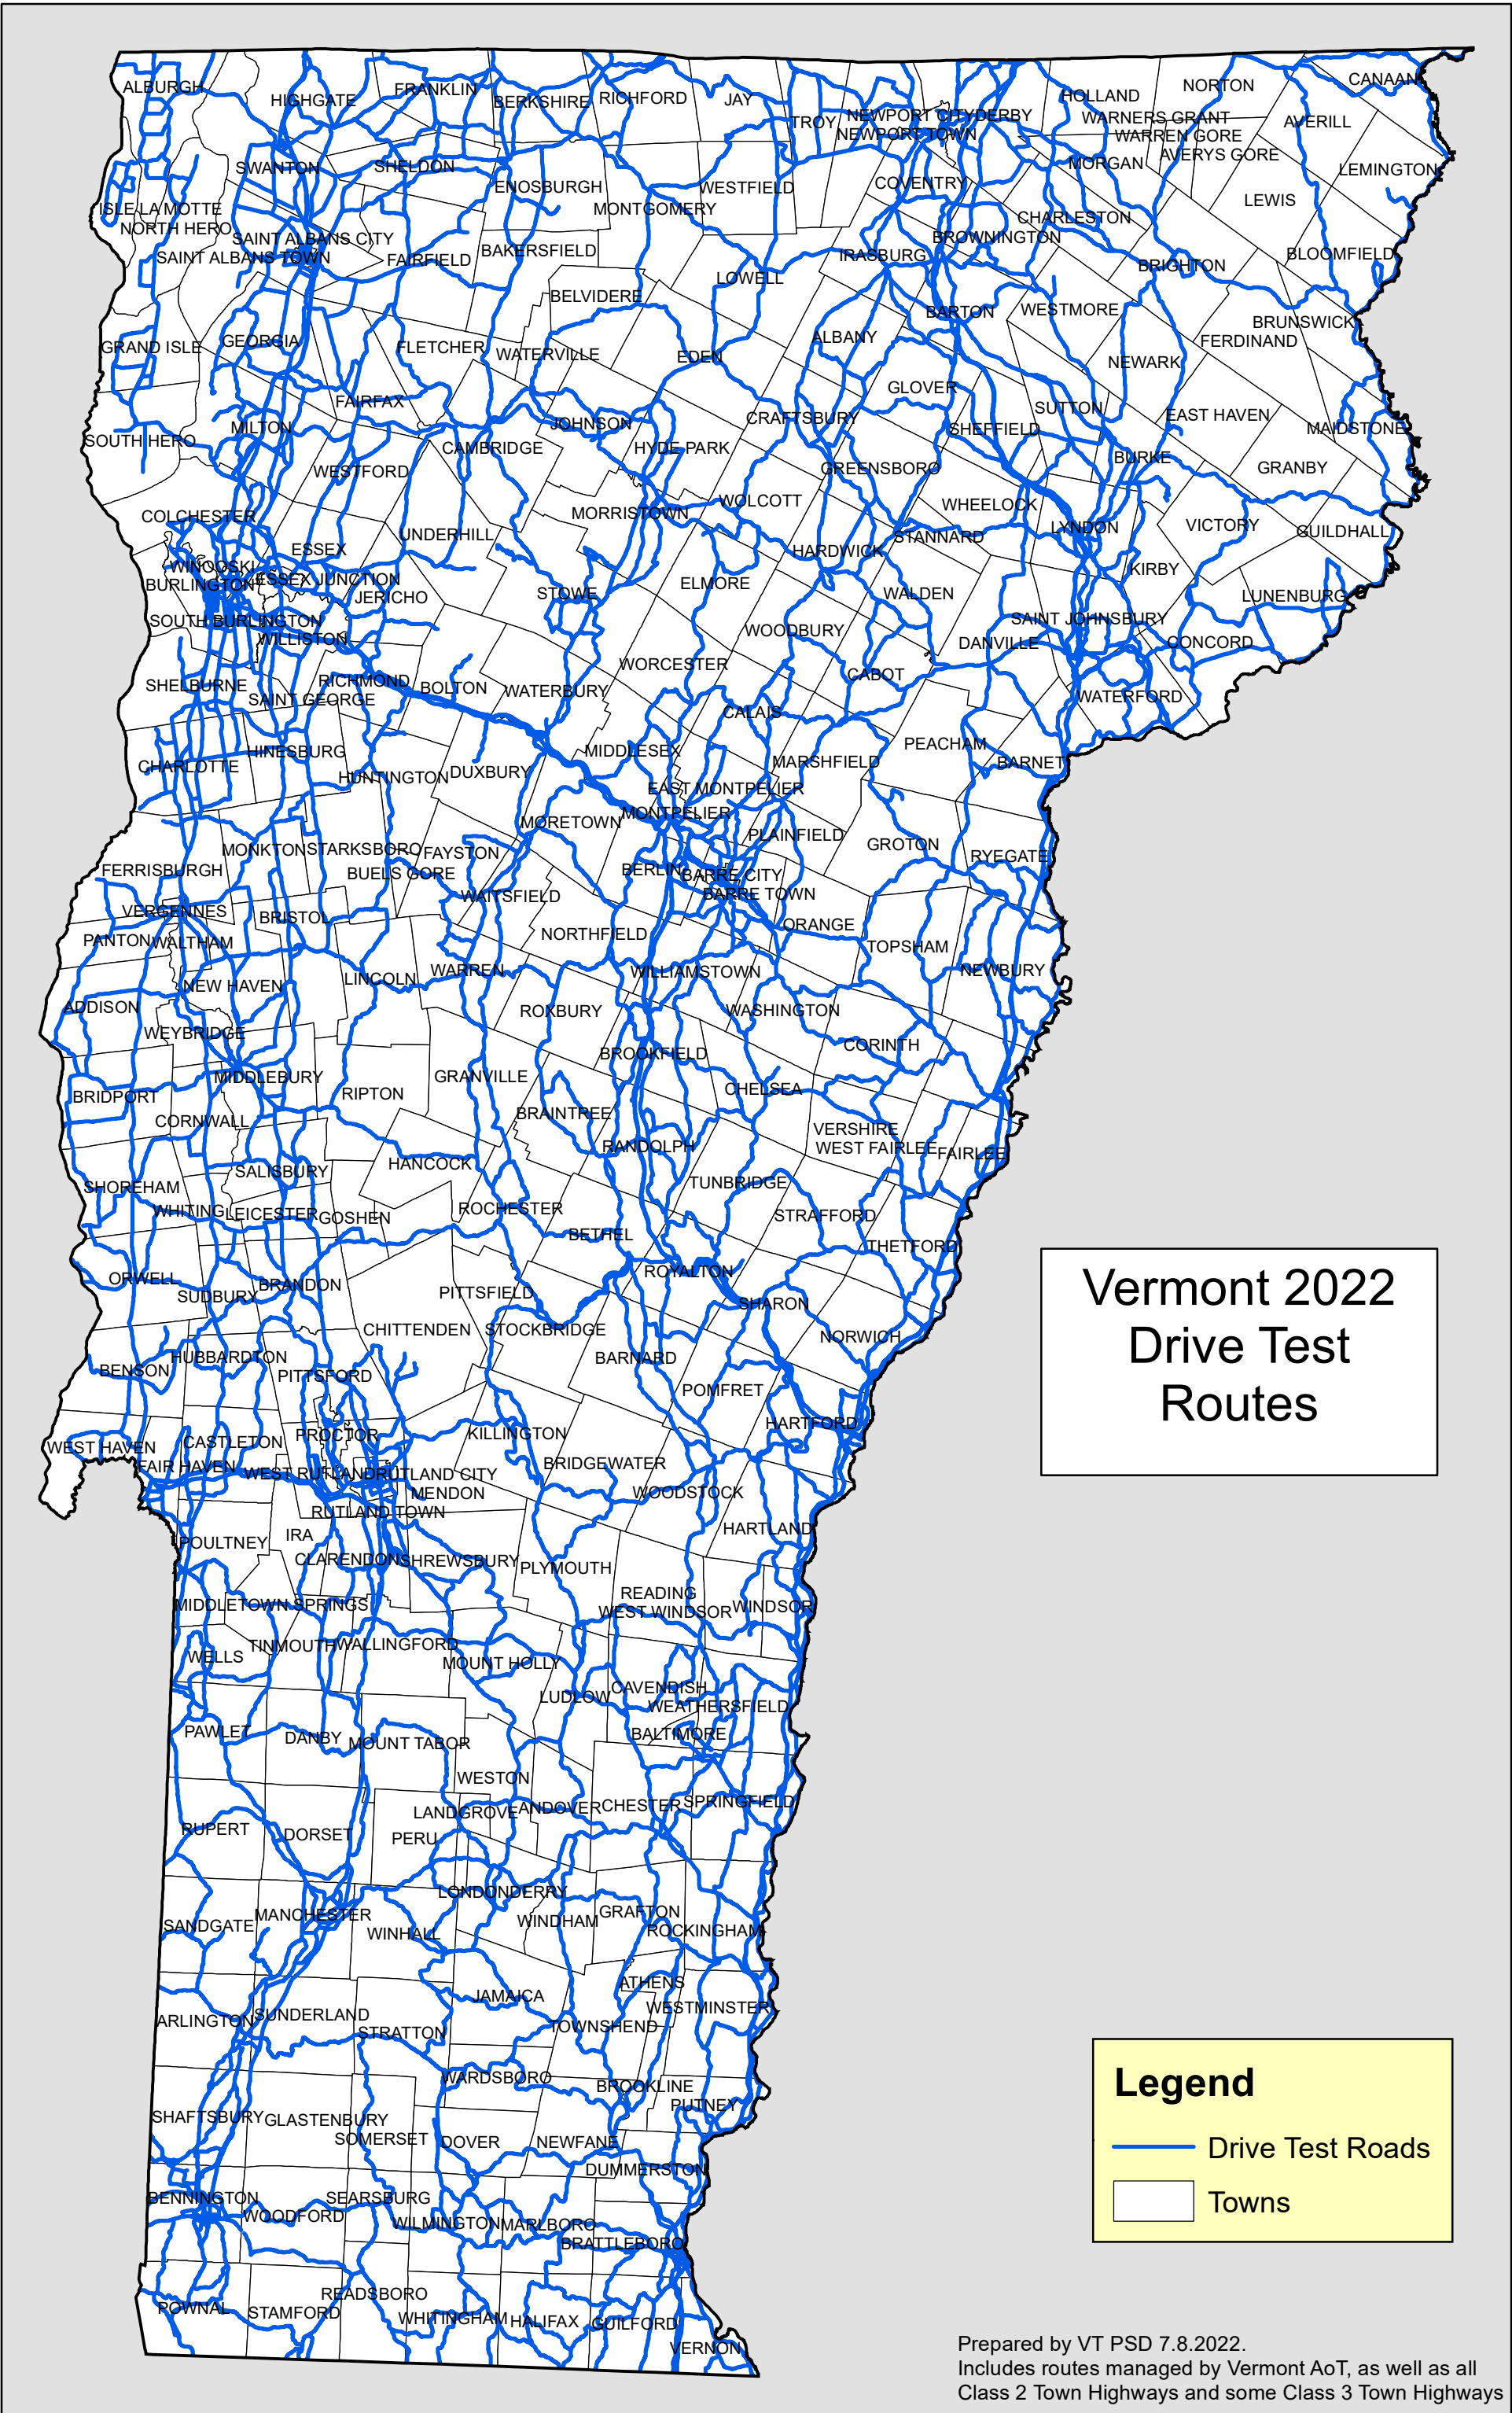 ALBURGH
HIGHGATE
FRANKLIN
BERKSHIRE
RICHFORD
JAY
TROY
NEWPORT CITY
DERBY
NEWPORT TOWN
HOLLAND
NORTON
CANAAN
WARNERS GRANT
WARREN GORE
AVERYS GORE
AVERILL
LEMINGTON
MORGAN
SWANTON
SHELDON
ENOSBURGH
MONTGOMERY
WESTFIELD
COVENTRY
LEWIS
ISLE LA MOTTE
NORTH HERO
SAINT ALBANS CITY
SAINT ALBANS TOWN
FAIRFIELD
BAKERSFIELD
CHARLESTON
BROWNINGTON
IRASBURG
BRIGHTON
BLOOMFIELD
LOWELL
BELVIDERE
BARTON
WESTMORE
BRUNSWICK
FERDINAND
GRAND ISLE
GEORGIA
FLETCHER
WATERVILLE
EDEN
ALBANY
NEWARK
GLOVER
FAIRFAX
SOUTH HERO
MILTON
JOHNSON
CRAFTSBURY
SUTTON
SHEFFIELD
EAST HAVEN
MAIDSTONE
CAMBRIDGE
HYDE PARK
WESTFORD
GREENSBORO
BURKE
GRANBY
COLCHESTER
MORRISTOWN
WOLCOTT
WHEELOCK
STANNARD
LYNDON
VICTORY
GUILDHALL
ESSEX
UNDERHILL
HARDWICK
WINOOSKI
BURLINGTON
ESSEX JUNCTION
JERICHO
STOWE
ELMORE
WALDEN
KIRBY
LUNENBURG
SOUTH BURLINGTON
WILLISTON
WOODBURY
SAINT JOHNSBURY
DANVILLE
CONCORD
SHELBURNE
RICHMOND
SAINT GEORGE
BOLTON
WATERBURY
WORCESTER
CABOT
WATERFORD
CALAIS
HINESBURG
CHARLOTTE
HUNTINGTON
DUXBURY
MIDDLESEX
MARSHFIELD
PEACHAM
BARNET
EAST MONTPELIER
MONTPELIER
MORETOWN
PLAINFIELD
GROTON
RYEGATE
MONKTON
STARKSBORO
FAYSTON
FERRISBURGH
BUELS GORE
BERLIN
BARRE CITY
BARRE TOWN
WAITSFIELD
VERGENNES
BRISTOL
NORTHFIELD
ORANGE
TOPSHAM
PANTON
WALTHAM
NEW HAVEN
LINCOLN
WARREN
WILLIAMSTOWN
NEWBURY
ADDISON
WEYBRIDGE
ROXBURY
WASHINGTON
BROOKFIELD
CORINTH
MIDDLEBURY
GRANVILLE
CHELSEA
BRIDPORT
RIPTON
CORNWALL
BRAINTREE
VERSHIRE
WEST FAIRLEE
FAIRLEE
RANDOLPH
SALISBURY
HANCOCK
SHOREHAM
TUNBRIDGE
WHITING
LEICESTER
GOSHEN
ROCHESTER
STRAFFORD
BETHEL
THETFORD
ORWELL
SUDBURY
BRANDON
PITTSFIELD
ROYALTON
SHARON
CHITTENDEN
STOCKBRIDGE
NORWICH
BENSON
HUBBARDTON
PITTSFORD
BARNARD
POMFRET
HARTFORD
WEST HAVEN
CASTLETON
PROCTOR
KILLINGTON
FAIR HAVEN
WEST RUTLAND
RUTLAND CITY
BRIDGEWATER
MENDON
WOODSTOCK
RUTLAND TOWN
HARTLAND
POULTNEY
IRA
CLARENDON
SHREWSBURY
PLYMOUTH
READING
WEST WINDSOR
WINDSOR
MIDDLETOWN SPRINGS
WELLS
TINMOUTH
WALLINGFORD
MOUNT HOLLY
LUDLOW
CAVENDISH
WEATHERSFIELD
PAWLET
DANBY
MOUNT TABOR
BALTIMORE
WESTON
LANDGROVE
ANDOVER
CHESTER
SPRINGFIELD
RUPERT
DORSET
PERU
LONDONDERRY
SANDGATE
MANCHESTER
WINHALL
WINDHAM
GRAFTON
ROCKINGHAM
ATHENS
JAMAICA
WESTMINSTER
ARLINGTON
SUNDERLAND
STRATTON
TOWNSHEND
WARDSBORO
BROOKLINE
PUTNEY
SHAFTSBURY
GLASTENBURY
SOMERSET
DOVER
NEWFANE
DUMMERSTON
BENNINGTON
WOODFORD
SEARSBURG
WILMINGTON
MARLBORO
BRATTLEBORO
POWNAL
STAMFORD
READSBORO
WHITINGHAM
HALIFAX
GUILFORD
VERNON
Vermont 2022
Drive Test
Routes
Legend
Drive Test Roads
Towns
Prepared by VT PSD 7.8.2022.
Includes routes managed by Vermont AoT, as well as all
Class 2 Town Highways and some Class 3 Town Highways